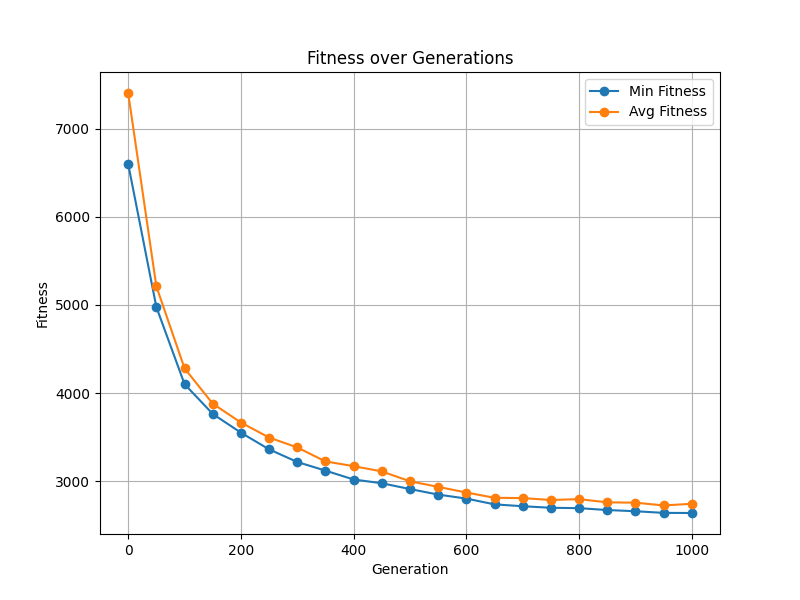 Fitness over Generations
Min Fitness
Avg Fitness
7000
6000
5000
4000
3000
Fitness
0 200 400 600 800 1000
Generation